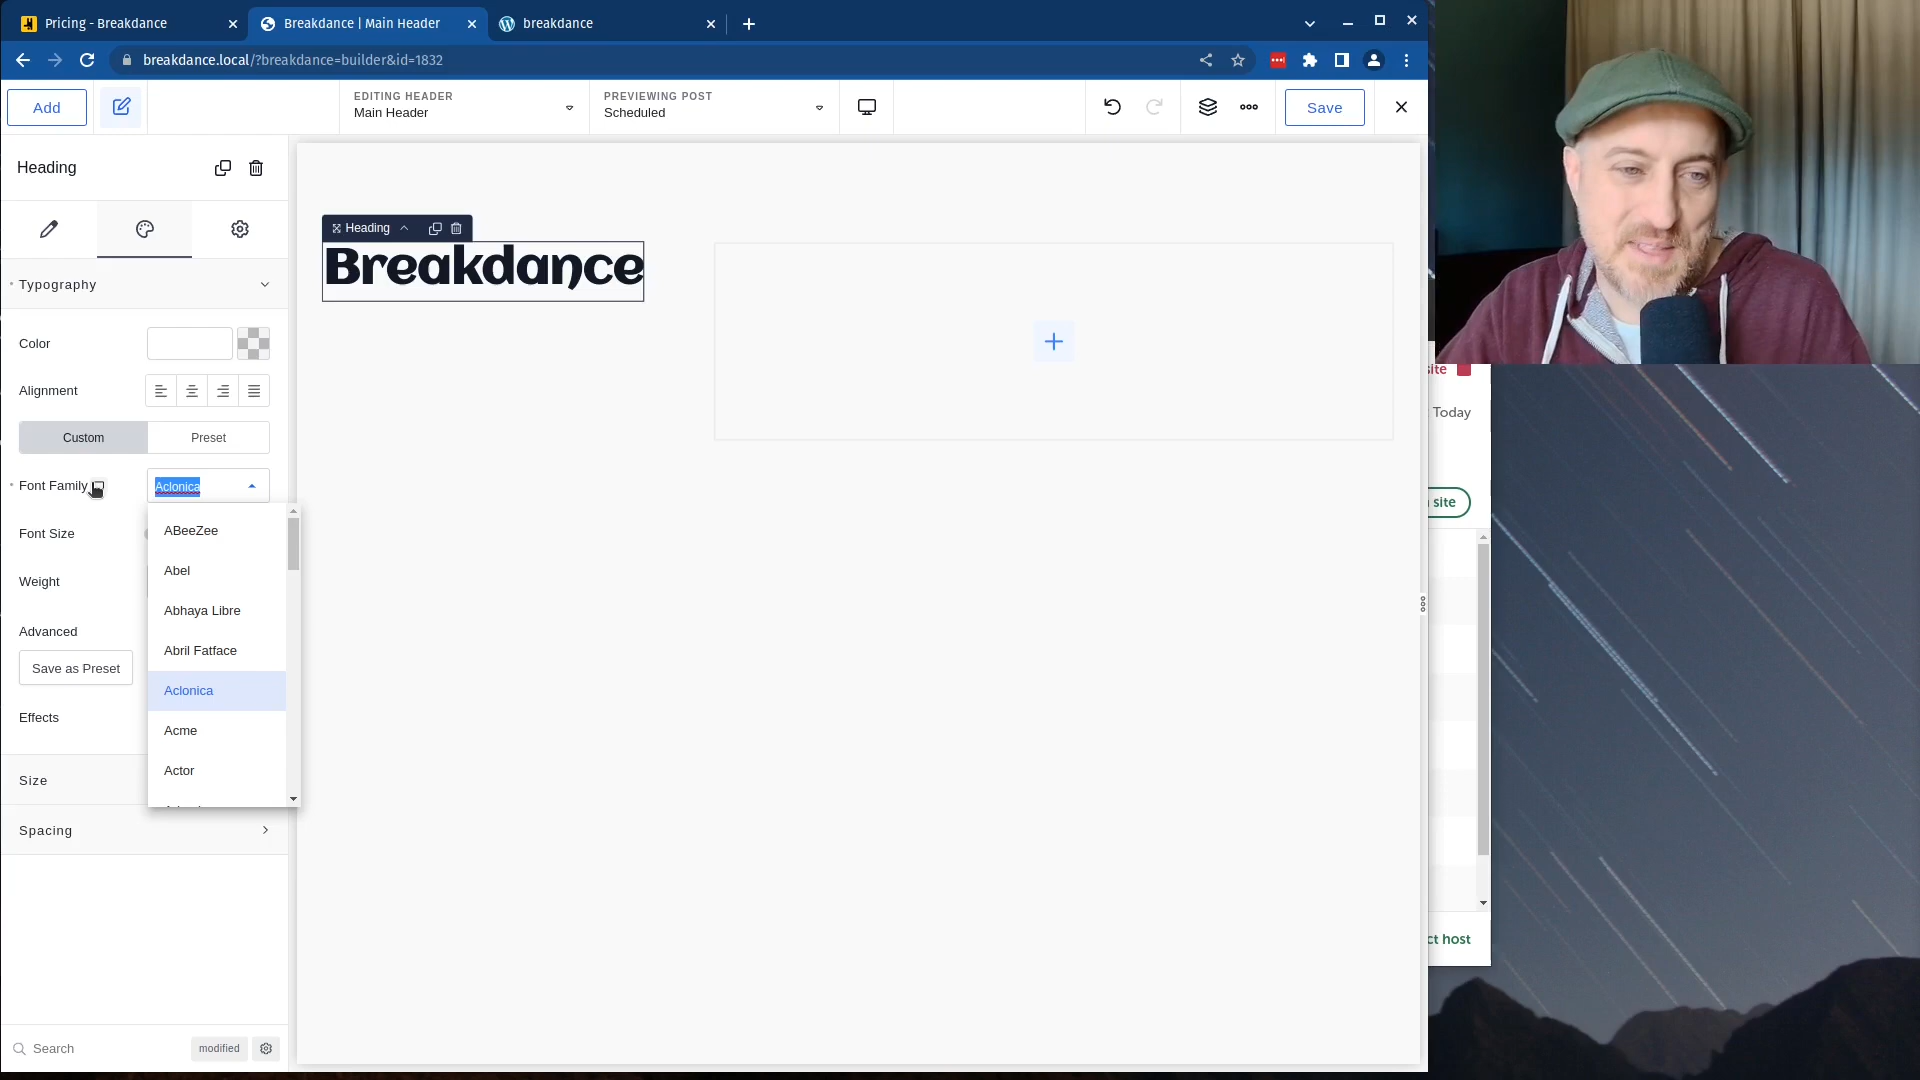 Pricing - Breakdance
Breakdance | Main Header
breakdance
breakdance.local/?breakdance=builder&id=1832
Add
EDITING HEADER
Main Header
PREVIEWING POST
Scheduled
Save
Heading
Heading
Breakdance
Typography
Color
Alignment
Custom
Preset
Font Family
Aclonica
ABeeZee
Abel
Abhaya Libre
Abril Fatface
Aclonica
Acme
Actor
Font Size
Weight
Advanced
Save as Preset
Effects
Size
Spacing
Search
modified
site
Today
site
ct host